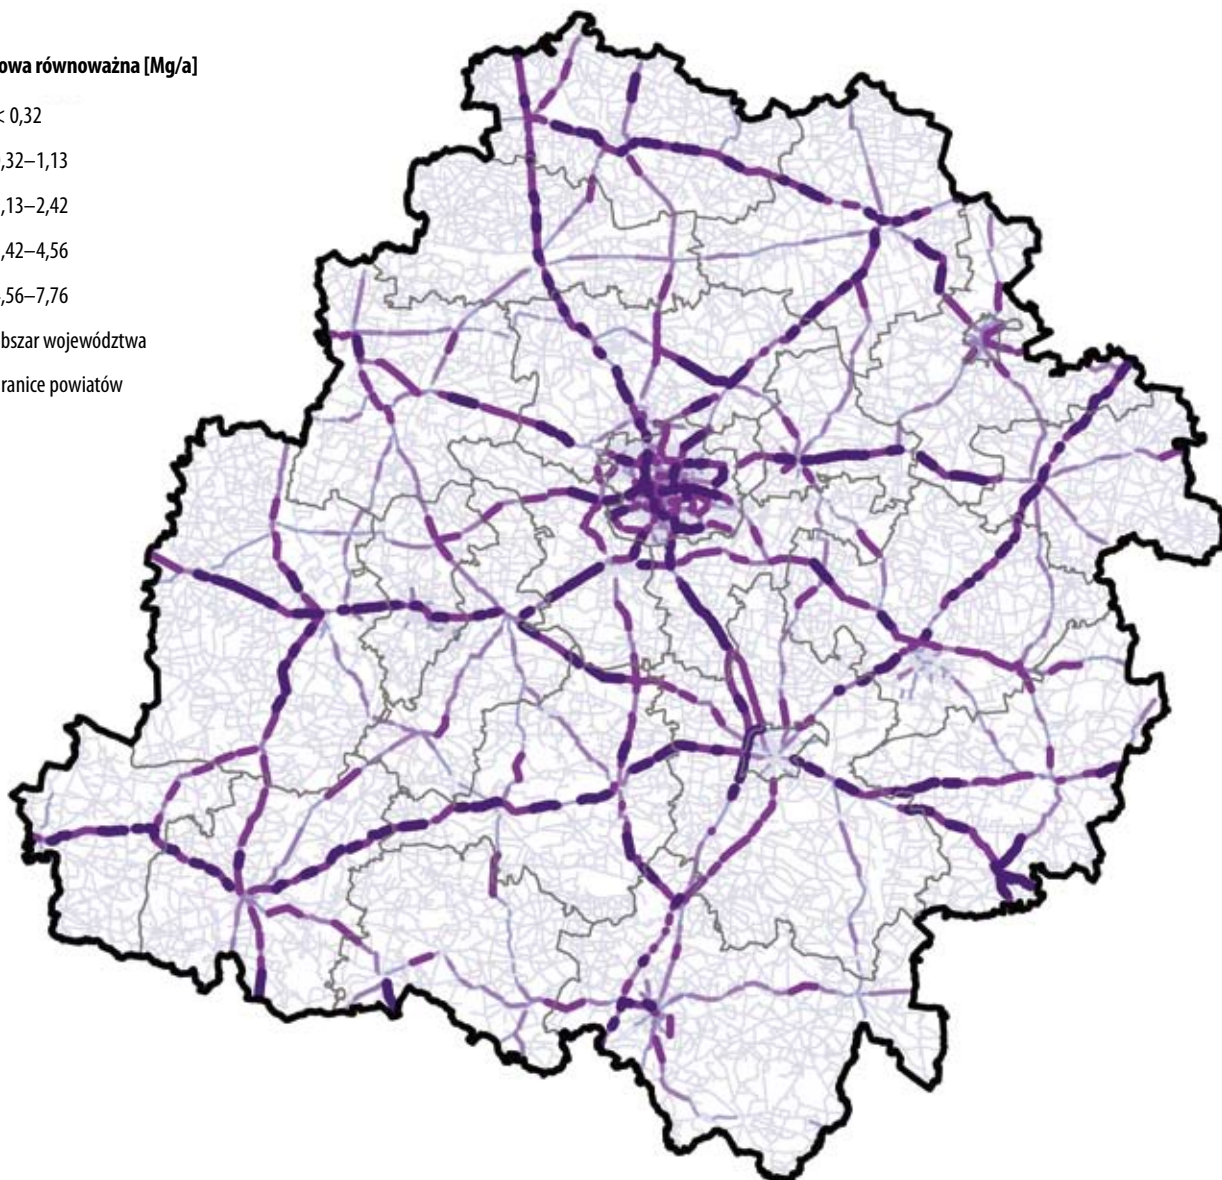 owa równoważna [Mg/a]
< 0,32
,32–1,13
,13–2,42
,42–4,56
,56–7,76
bszar województwa
ranice powiatów